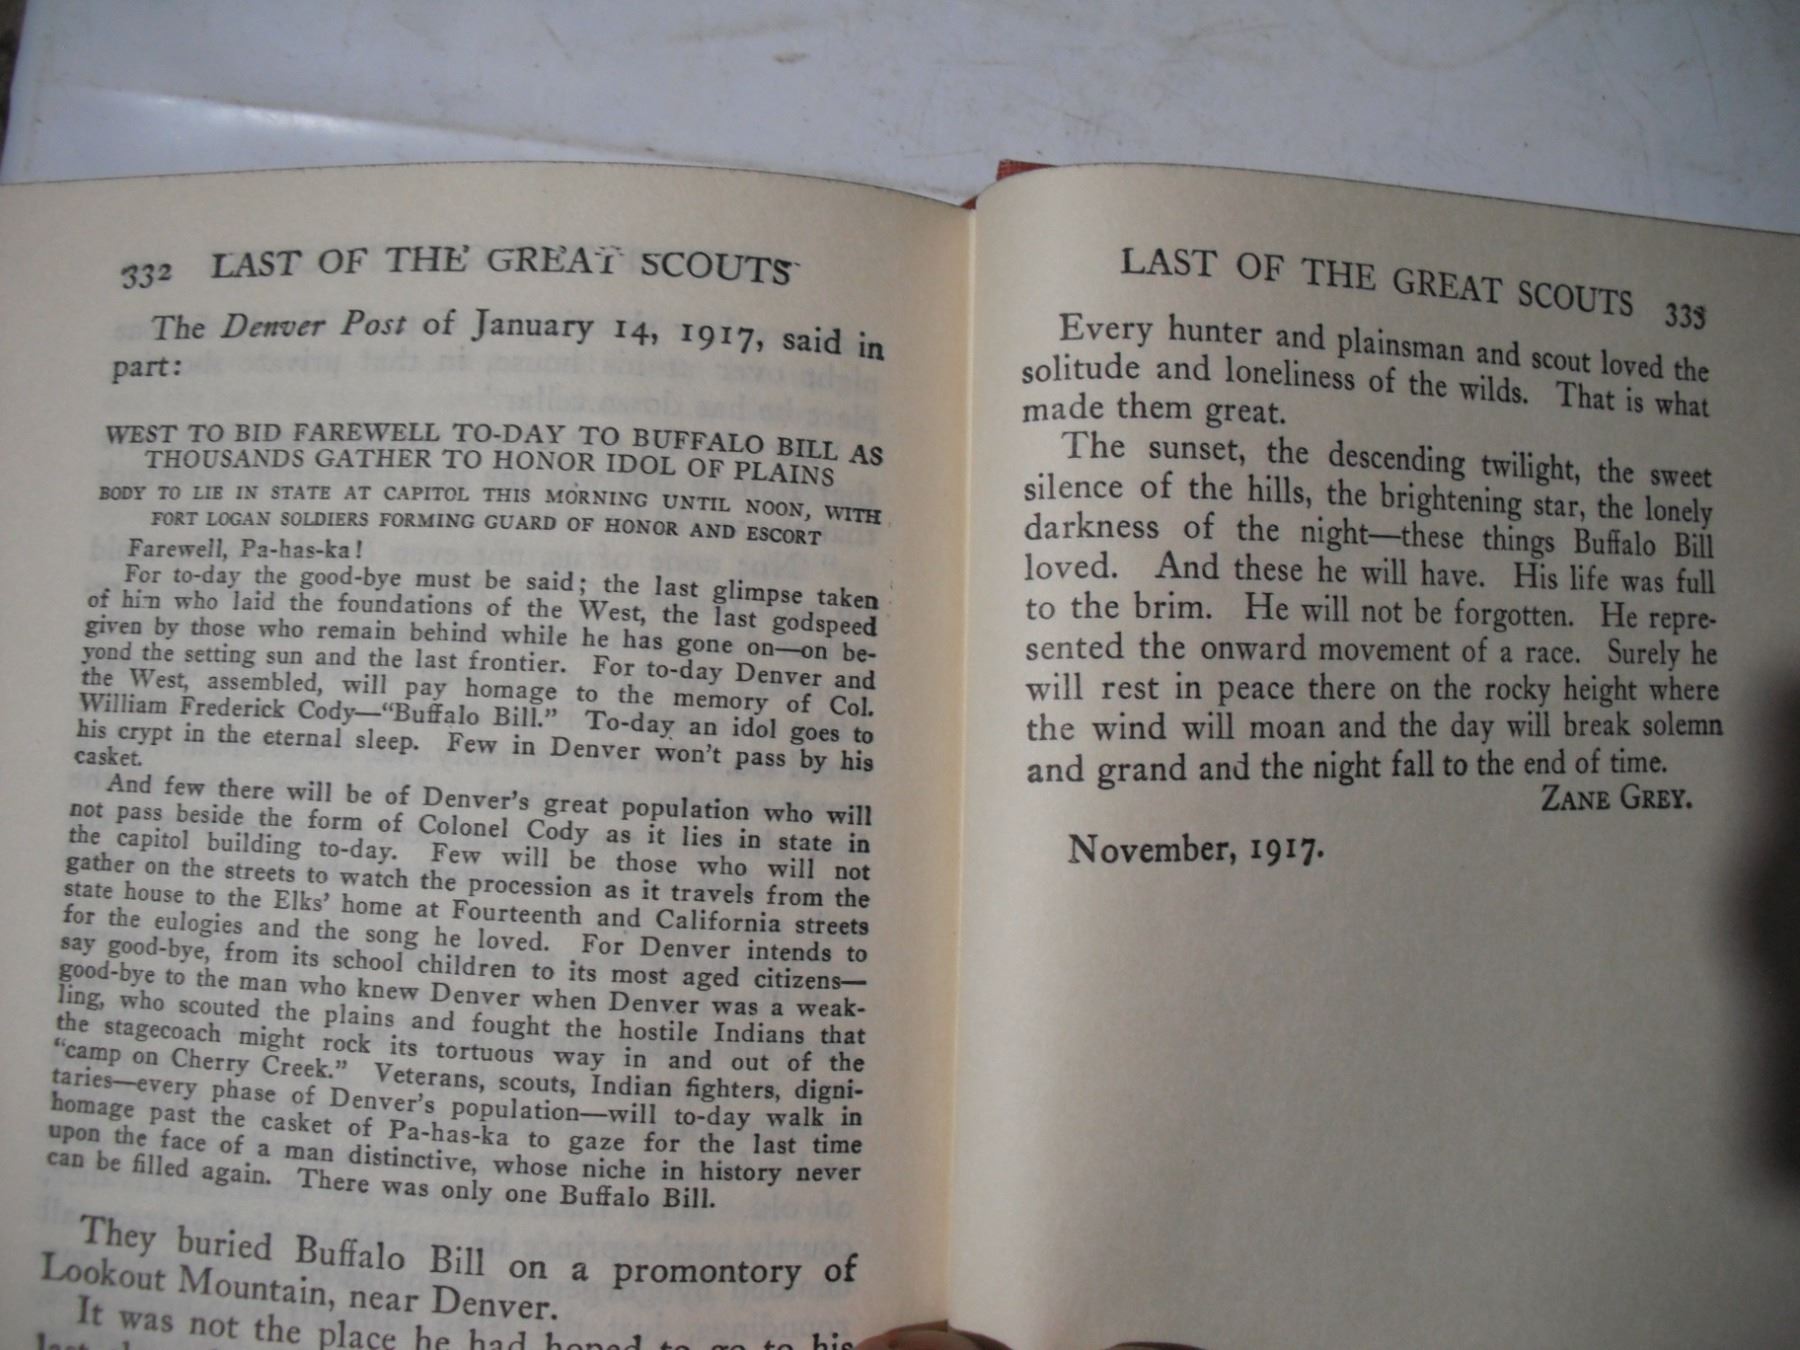 332 LAST OF THE GREAT SCOUTS
The Denver Post of January 14, 1917, said in
part:
WEST TO BID FAREWELL TO-DAY TO BUFFALO BILL AS
THOUSANDS GATHER TO HONOR IDOL OF PLAINS
BODY TO LIE IN STATE AT CAPITOL THIS MORNING UNTIL NOON, WITH
FORT LOGAN SOLDIERS FORMING GUARD OF HONOR AND ESCORT
Farewell, Pa-has-ka!
For to-day the good-bye must be said; the last glimpse taken
of him who laid the foundations of the West, the last godspeed
given by those who remain behind while he has gone on—on be-
yond the setting sun and the last frontier. For to-day Denver and
the West, assembled, will pay homage to the memory of Col.
William Frederick Cody—“Buffalo Bill.” To-day an idol goes to
his crypt in the eternal sleep. Few in Denver won't pass by his
casket.
And few there will be of Denver's great population who will
not pass beside the form of Colonel Cody as it lies in state in
the capitol building to-day. Few will be those who will not
gather on the streets to watch the procession as it travels from the
state house to the Elks' home at Fourteenth and California streets
for the eulogies and the song he loved. For Denver intends to
say good-bye, from its school children to its most aged citizens—
good-bye to the man who knew Denver when Denver was a weak-
ling, who scouted the plains and fought the hostile Indians that
the stagecoach might rock its tortuous way in and out of the
“camp on Cherry Creek.” Veterans, scouts, Indian fighters, digni-
taries—every phase of Denver's population—will to-day walk in
homage past the casket of Pa-has-ka to gaze for the last time
upon the face of a man distinctive, whose niche in history never
can be filled again. There was only one Buffalo Bill.
They buried Buffalo Bill on a promontory of
Lookout Mountain, near Denver.
It was not the place he had hoped to go to his
LAST OF THE GREAT SCOUTS 333
Every hunter and plainsman and scout loved the
solitude and loneliness of the wilds. That is what
made them great.
The sunset, the descending twilight, the sweet
silence of the hills, the brightening star, the lonely
darkness of the night—these things Buffalo Bill
loved. And these he will have. His life was full
to the brim. He will not be forgotten. He repre-
sented the onward movement of a race. Surely he
will rest in peace there on the rocky height where
the wind will moan and the day will break solemn
and grand and the night fall to the end of time.
ZANE GREY.
November, 1917.